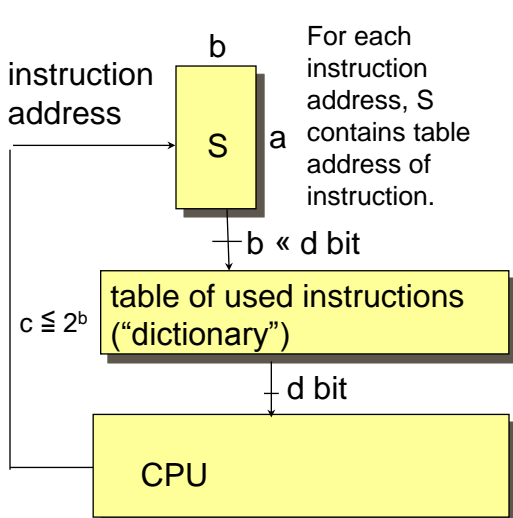 b
instruction
address
S
a
For each
instruction
address, S
contains table
address of
instruction.
b « d bit
table of used instructions
(“dictionary”)
c ≦ 2ᵇ
d bit
CPU